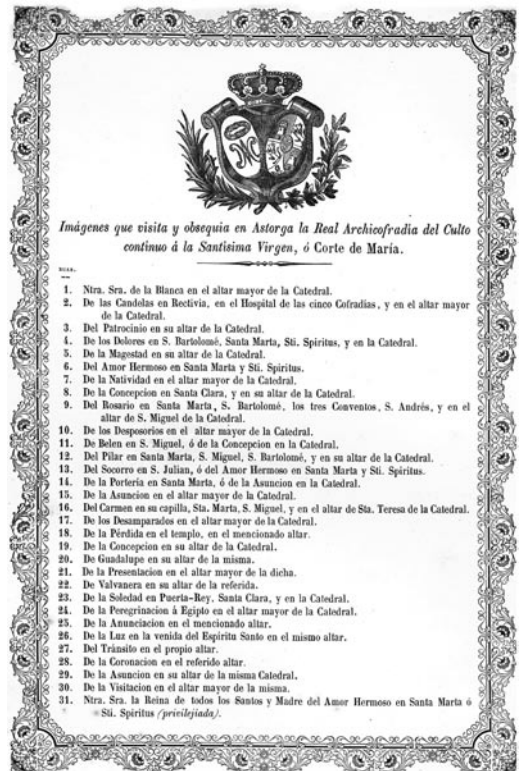 Imágenes que visita y obsequia en Astorga la Real Archicofradia del Culto
continuo á la Santísima Virgen, ó Corte de María.
1. Ntra. Sra. de la Blanca en el altar mayor de la Catedral.
2. De las Candelas en Rectivia, en el Hospital de las cinco Cofradias, y en el altar mayor
de la Catedral.
3. Del Patrocinio en su altar de la Catedral.
4. De los Dolores en S. Bartolomé, Santa Marta, Sti. Spiritus, y en la Catedral.
5. De la Magestad en su altar de la Catedral.
6. Del Amor Hermoso en Santa Marta y Sti. Spiritus.
7. De la Natividad en el altar mayor de la Catedral.
8. De la Concepcion en Santa Clara, y en su altar de la Catedral.
9. Del Rosario en Santa Marta, S. Bartolomé, los tres Conventos, S. Andrés, y en el
altar de S. Miguel de la Catedral.
10. De los Desposorios en el altar mayor de la Catedral.
11. De Belen en S. Miguel, ó de la Concepcion en la Catedral.
12. Del Pilar en Santa Marta, S. Miguel, S. Bartolomé, y en su altar de la Catedral.
13. Del Socorro en S. Julian, ó del Amor Hermoso en Santa Marta y Sti. Spiritus.
14. De la Porteria en Santa Marta, ó de la Asuncion en la Catedral.
15. De la Asuncion en el altar mayor de la Catedral.
16. Del Carmen en su capilla, Sta. Marta, S. Miguel, y en el altar de Sta. Teresa de la Catedral.
17. De los Desamparados en el altar mayor de la Catedral.
18. De la Pérdida en el templo, en el mencionado altar.
19. De la Concepcion en su altar de la Catedral.
20. De Guadalupe en su altar de la misma.
21. De la Presentacion en el altar mayor de la dicha.
22. De Valvanera en su altar de la referida.
23. De la Soledad en Puerta-Rey, Santa Clara, y en la Catedral.
24. De la Peregrinacion á Egipto en el altar mayor de la Catedral.
25. De la Anunciacion en el mencionado altar.
26. De la Luz en la venida del Espíritu Santo en el mismo altar.
27. Del Tránsito en el propio altar.
28. De la Coronacion en el referido altar.
29. De la Asuncion en su altar de la misma Catedral.
30. De la Visitacion en el altar mayor de la misma.
31. Ntra. Sra. la Reina de todos los Santos y Madre del Amor Hermoso en Santa Marta ó
Sti. Spiritus (privilejiada).